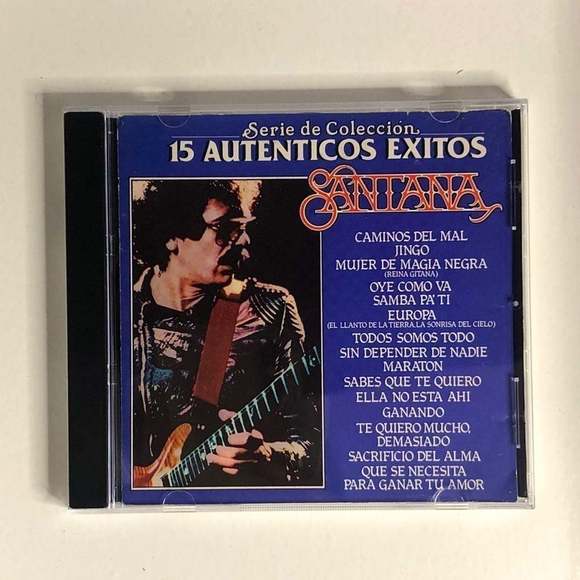 Serie de Colección
15 AUTENTICOS EXITOS
SANTANA
CAMINOS DEL MAL
JINGO
MUJER DE MAGIA NEGRA
(REINA GITANA)
OYE COMO VA
SAMBA PA'TI
EUROPA
(EL LLANTO DE LA TIERRA, LA SONRISA DEL CIELO)
TODOS SOMOS TODO
SIN DEPENDER DE NADIE
MARATON
SABES QUE TE QUIERO
ELLA NO ESTA AHI
GANANDO
TE QUIERO MUCHO,
DEMASIADO
SACRIFICIO DEL ALMA
QUE SE NECESITA
PARA GANAR TU AMOR